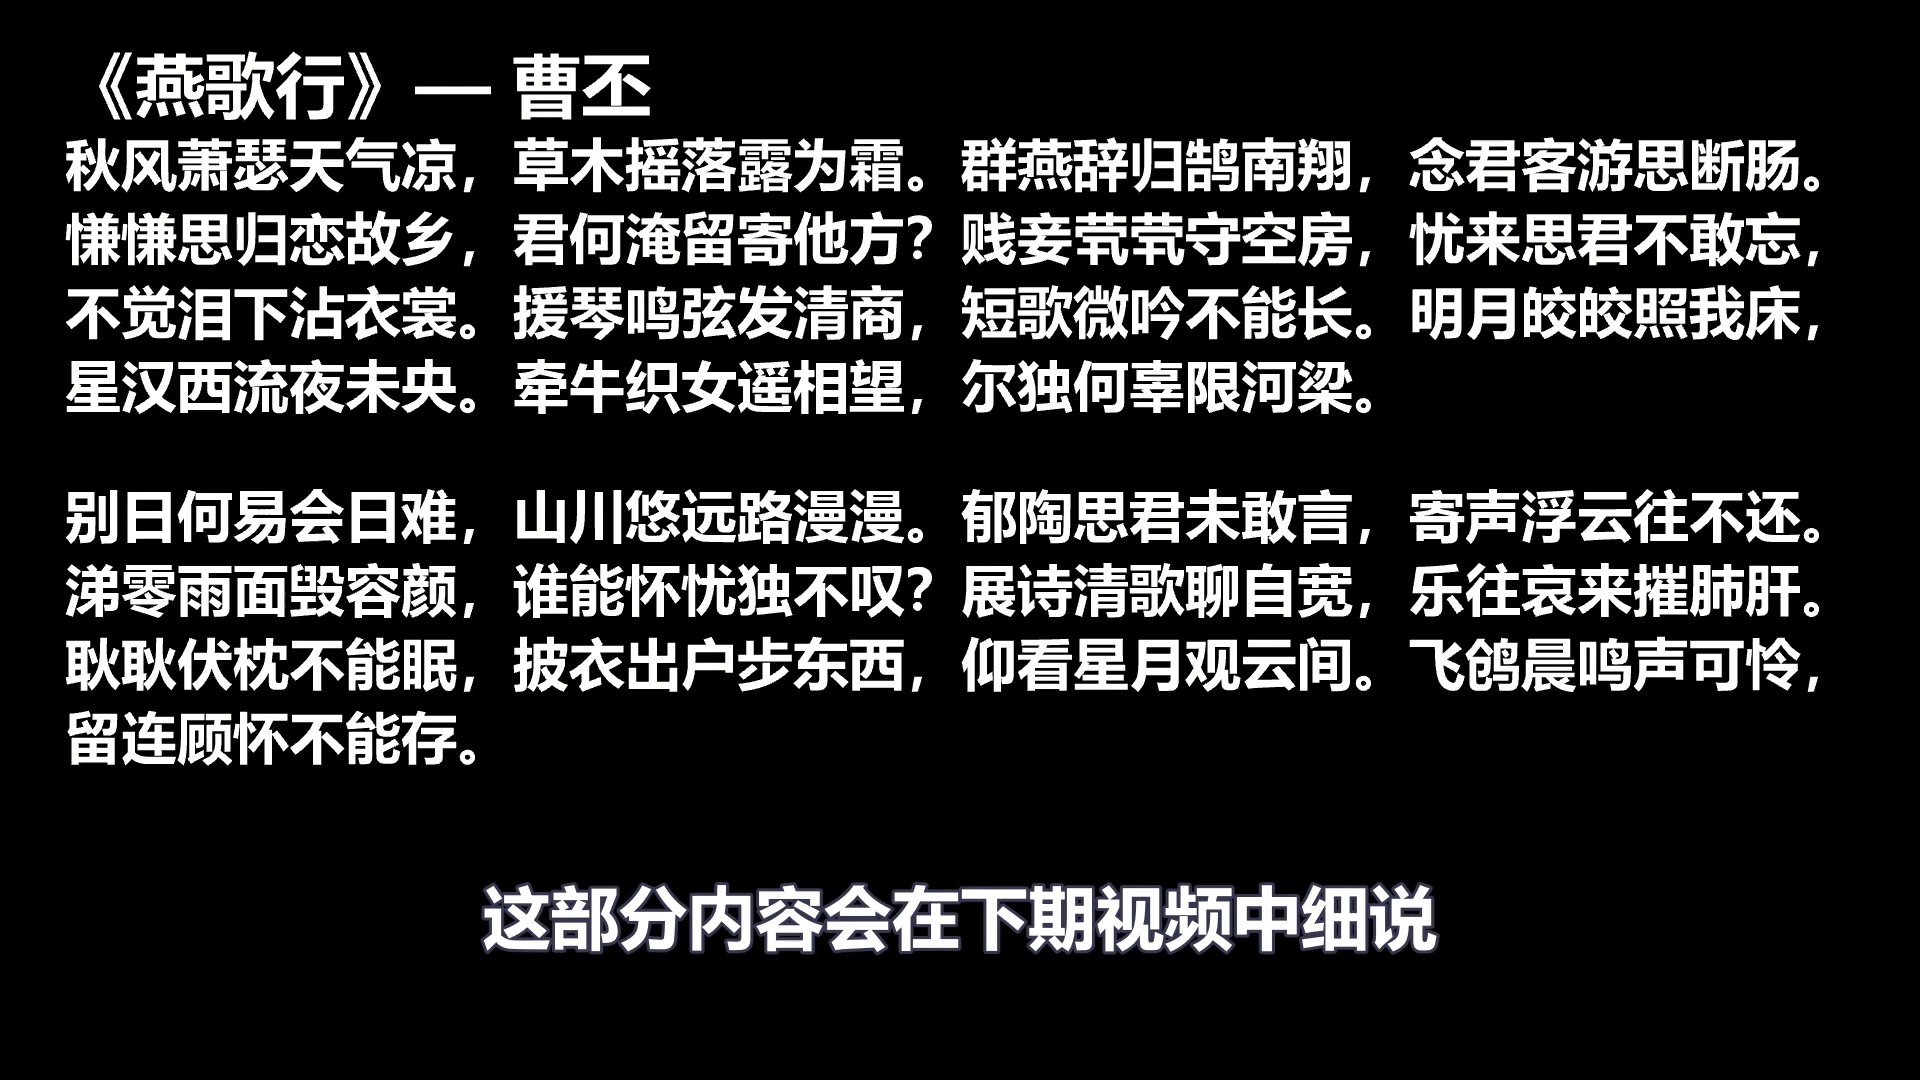 《燕歌行》— 曹丕
秋风萧瑟天气凉，草木摇落露为霜。群燕辞归鹄南翔，念君客游思断肠。
慊慊思归恋故乡，君何淹留寄他方？贱妾茕茕守空房，忧来思君不敢忘，
不觉泪下沾衣裳。援琴鸣弦发清商，短歌微吟不能长。明月皎皎照我床，
星汉西流夜未央。牵牛织女遥相望，尔独何辜限河梁。
别日何易会日难，山川悠远路漫漫。郁陶思君未敢言，寄声浮云往不还。
涕零雨面毁容颜，谁能怀忧独不叹？展诗清歌聊自宽，乐往哀来摧肺肝。
耿耿伏枕不能眠，披衣出户步东西，仰看星月观云间。飞鸧晨鸣声可怜，
留连顾怀不能存。
这部分内容会在下期视频中细说